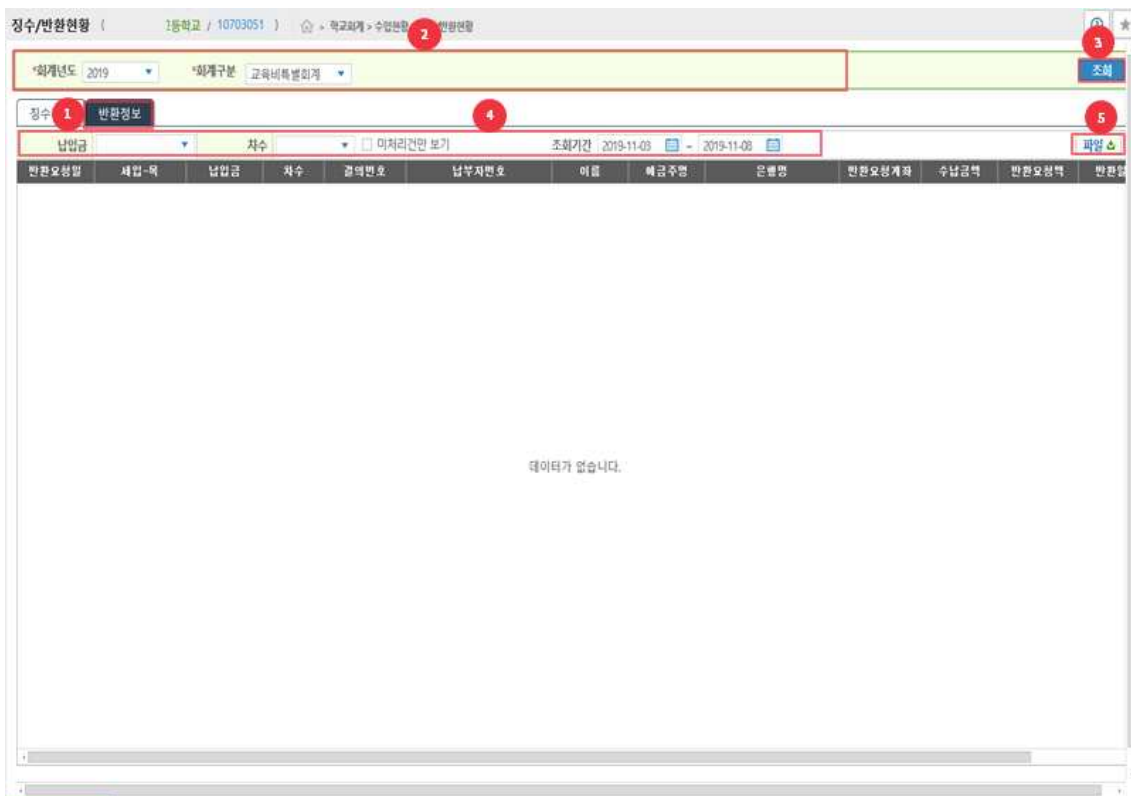 징수/반환현황 ( 등학교 / 10703051 ) > 학교회계 > 수입현황
2
3
*회계년도 2019 *회계구분 교육비특별회계 조회
징수 1 반환정보 4 5
납입금 차수 미처리건만 보기 조회기간 2019-11-03 - 2019-11-08 파일
반환요청일 세입-목 납입금 차수 결의번호 납부자번호 이름 예금주명 은행명 반환요청계좌 수납금액 반환요청액 반환일
데이터가 없습니다.